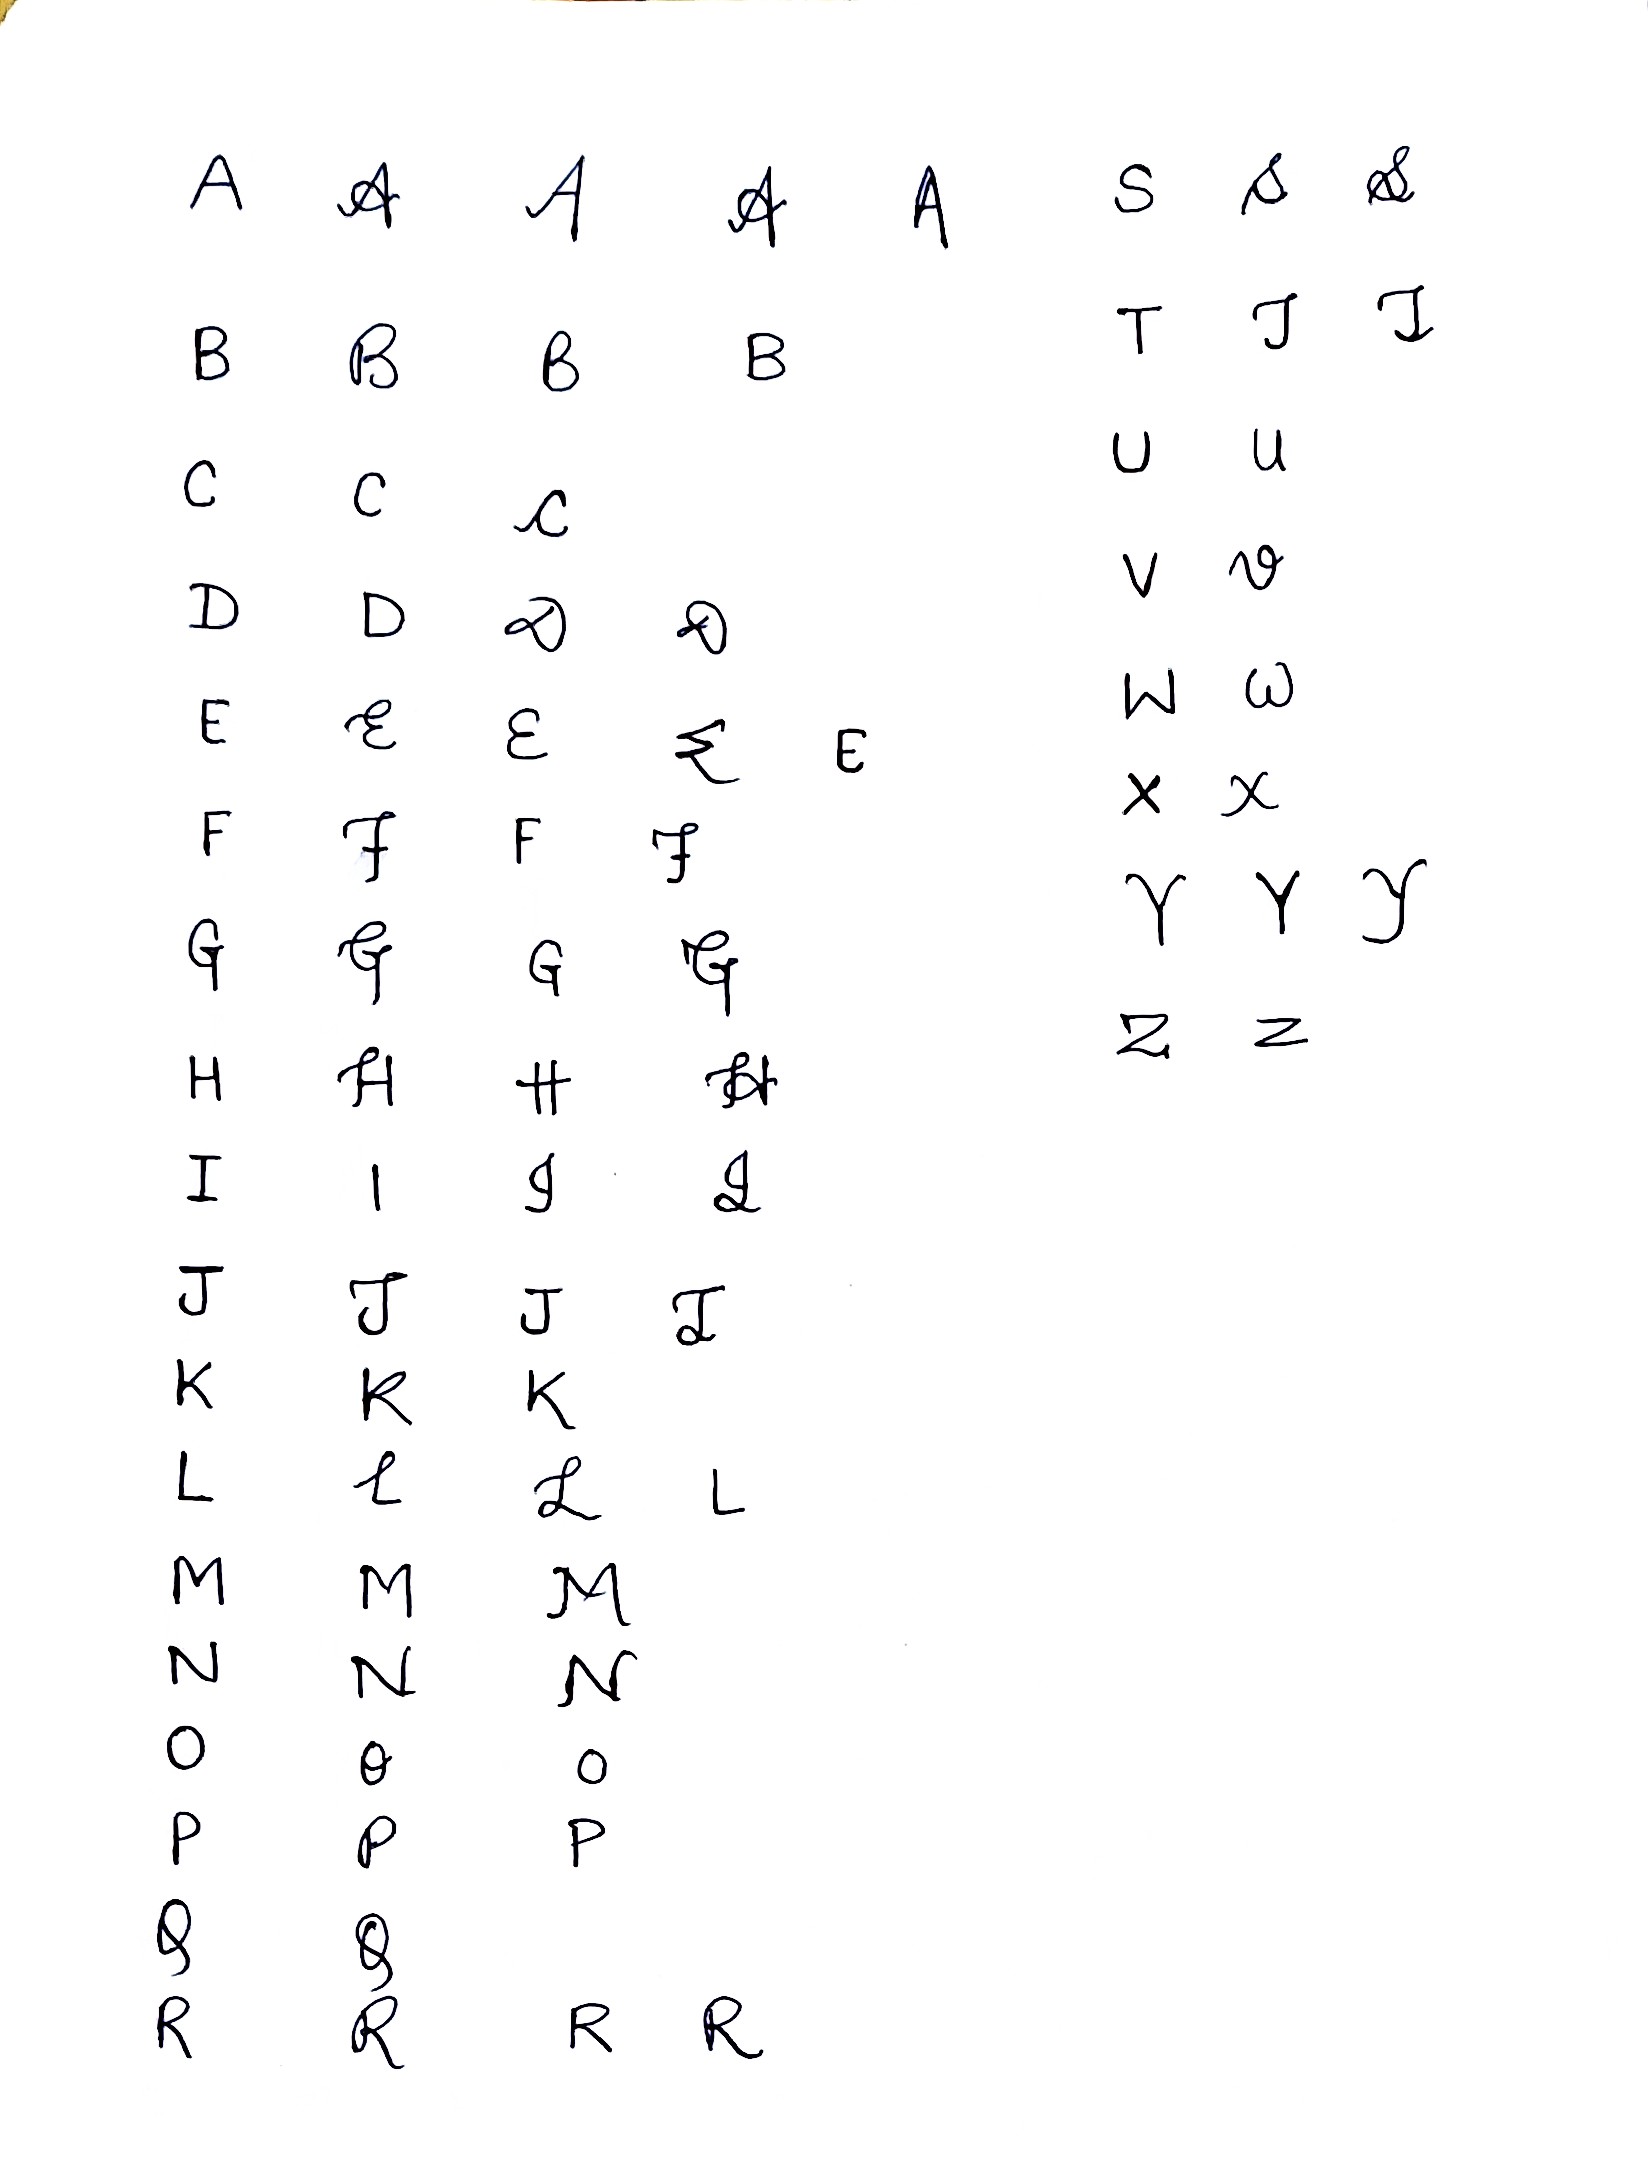 A A A A A
B B B B
C C C
D D D D
E E E E E
F F F F
G G G G
H H H H
I I I I
J J J J
K K K
L L L L
M M M
N N N
O O O
P P P
Q Q
R R R R
S S S
T T T
U U
V V
W W
X X
Y Y Y
Z Z